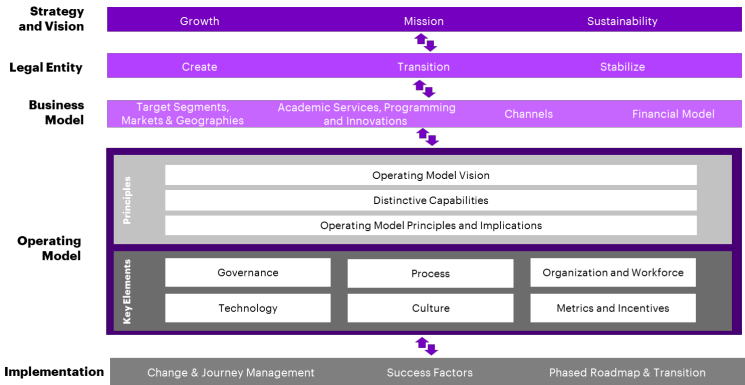 Strategy
and Vision
Growth
Mission
Sustainability
Legal Entity
Create
Transition
Stabilize
Business
Model
Target Segments,
Markets & Geographies
Academic Services, Programming
and Innovations
Channels
Financial Model
Operating
Model
Principles
Operating Model Vision
Distinctive Capabilities
Operating Model Principles and Implications
Key Elements
Governance
Process
Organization and Workforce
Technology
Culture
Metrics and Incentives
Implementation
Change & Journey Management
Success Factors
Phased Roadmap & Transition